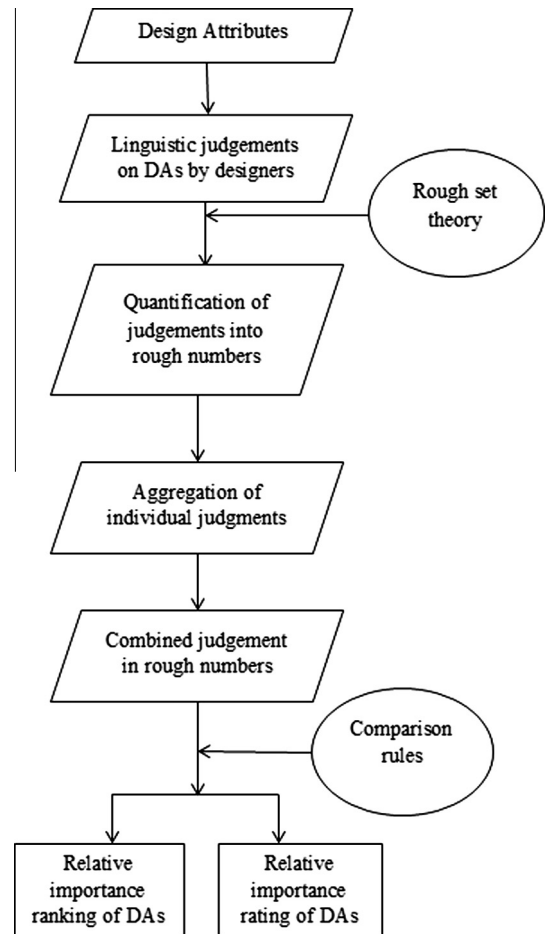 Design Attributes
Linguistic judgements
on DAs by designers
Rough set
theory
Quantification of
judgements into
rough numbers
Aggregation of
individual judgments
Combined judgement
in rough numbers
Comparison
rules
Relative
importance
ranking of DAs
Relative
importance
rating of DAs